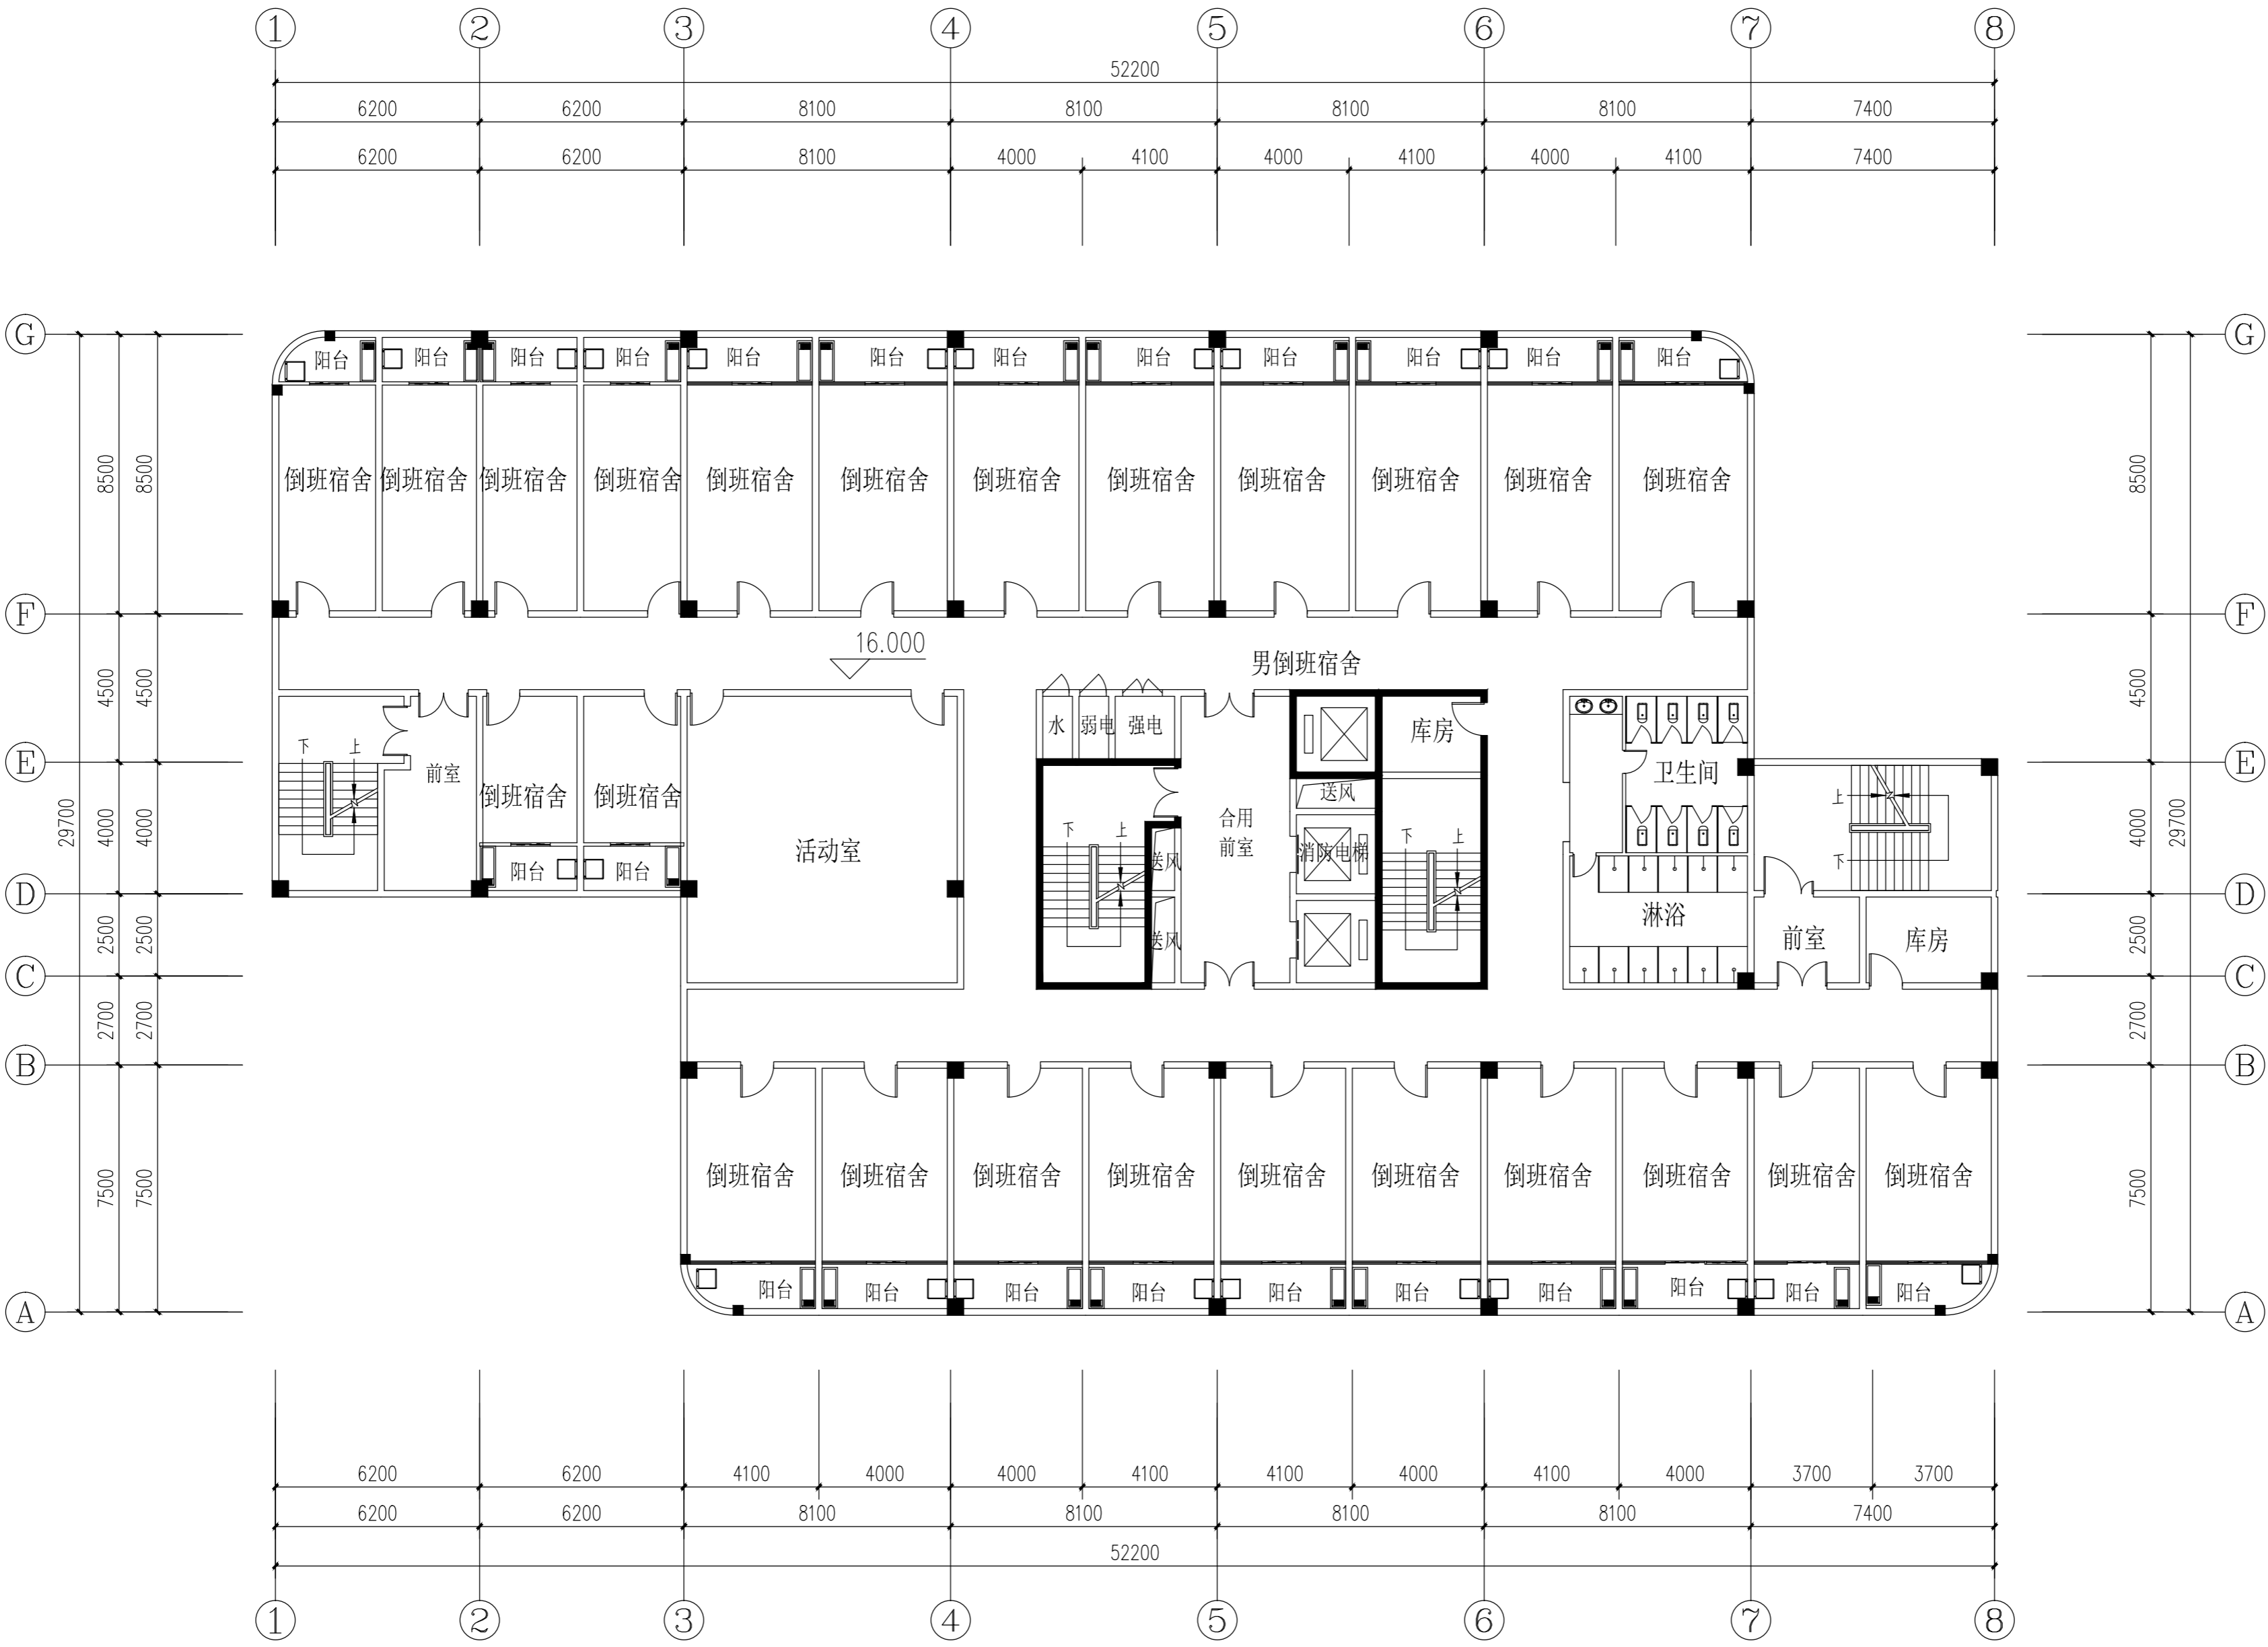 1 2 3 4 5 6 7 8
52200
6200 6200 8100 8100 8100 8100 7400
6200 6200 8100 4000 4100 4000 4100 4000 4100 7400
G G
阳台 阳台 阳台 阳台 阳台 阳台 阳台 阳台 阳台 阳台 阳台 阳台
8500 8500 8500
倒班宿舍 倒班宿舍 倒班宿舍 倒班宿舍 倒班宿舍 倒班宿舍 倒班宿舍 倒班宿舍 倒班宿舍 倒班宿舍 倒班宿舍 倒班宿舍
F F
16.000
男倒班宿舍
4500 4500 4500
水 弱电 强电 库房
下 上
E E
前室 卫生间
倒班宿舍 倒班宿舍 送风 上
29700 4000 4000 4000 29700
合用
前室
下 上 下 上
活动室 送风 消防电梯
阳台 阳台 下
D D
淋浴
2500 2500 送风 前室 库房 2500
C C
2700 2700 2700
B B
7500 7500 7500
倒班宿舍 倒班宿舍 倒班宿舍 倒班宿舍 倒班宿舍 倒班宿舍 倒班宿舍 倒班宿舍 倒班宿舍 倒班宿舍
阳台 阳台 阳台 阳台 阳台 阳台 阳台 阳台 阳台 阳台
A A
6200 6200 4100 4000 4000 4100 4100 4000 4100 4000 3700 3700
6200 6200 8100 8100 8100 8100 7400
52200
1 2 3 4 5 6 7 8